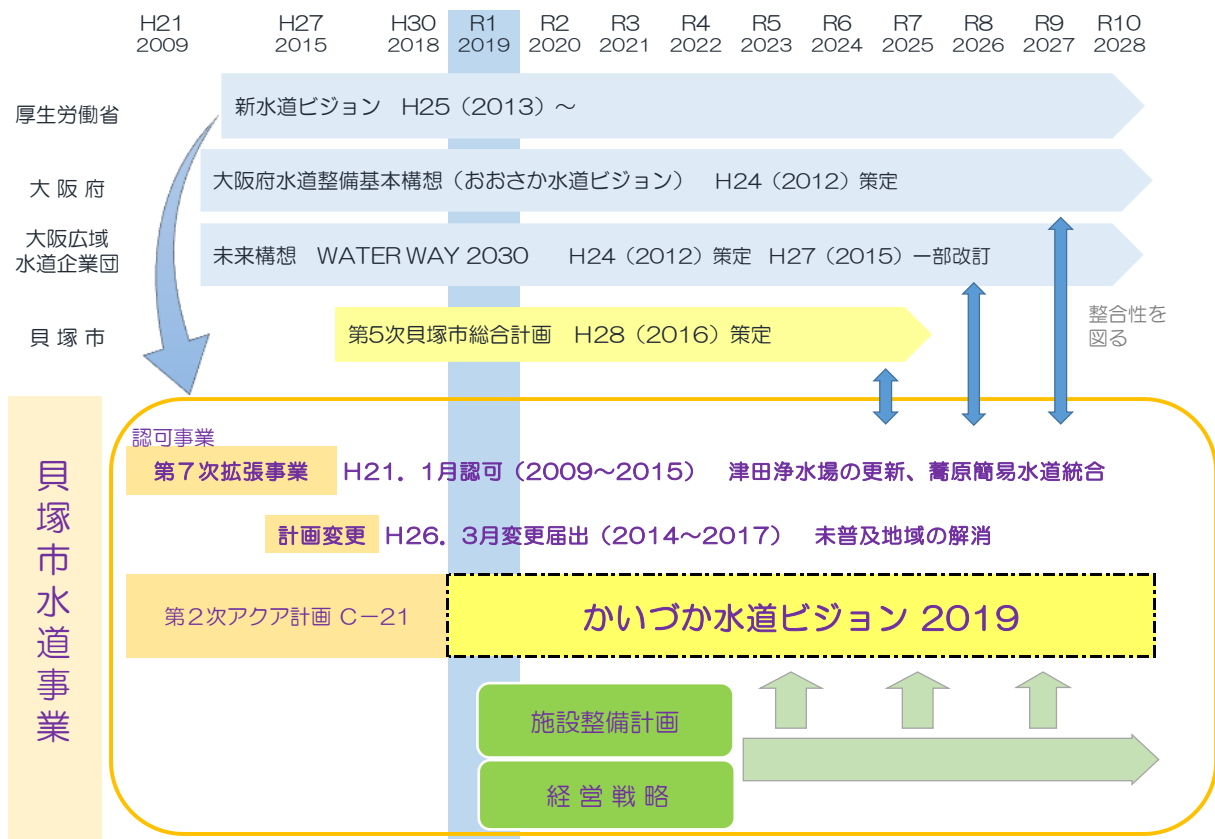 H21 H27 H30 R1 R2 R3 R4 R5 R6 R7 R8 R9 R10
2009 2015 2018 2019 2020 2021 2022 2023 2024 2025 2026 2027 2028
厚生労働省
新水道ビジョン H25（2013）～
大阪府
大阪府水道整備基本構想（おおさか水道ビジョン） H24（2012）策定
大阪広域
水道企業団
未来構想 WATER WAY 2030 H24（2012）策定 H27（2015）一部改訂
貝塚市
第5次貝塚市総合計画 H28（2016）策定
整合性を
図る
貝塚市水道事業
認可事業
第7次拡張事業 H21．1月認可（2009～2015） 津田浄水場の更新、蕎原簡易水道統合
計画変更 H26．3月変更届出（2014～2017） 未普及地域の解消
第2次アクア計画 C－21
かいづか水道ビジョン 2019
施設整備計画
経営戦略